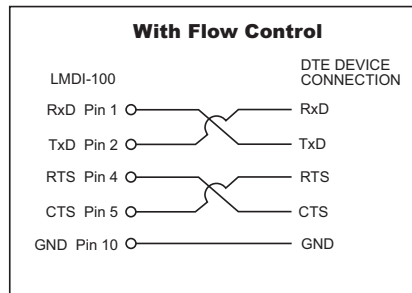 With Flow Control
LMDI-100
DTE DEVICE
CONNECTION
RxD Pin 1 RxD
TxD Pin 2 TxD
RTS Pin 4 RTS
CTS Pin 5 CTS
GND Pin 10 GND